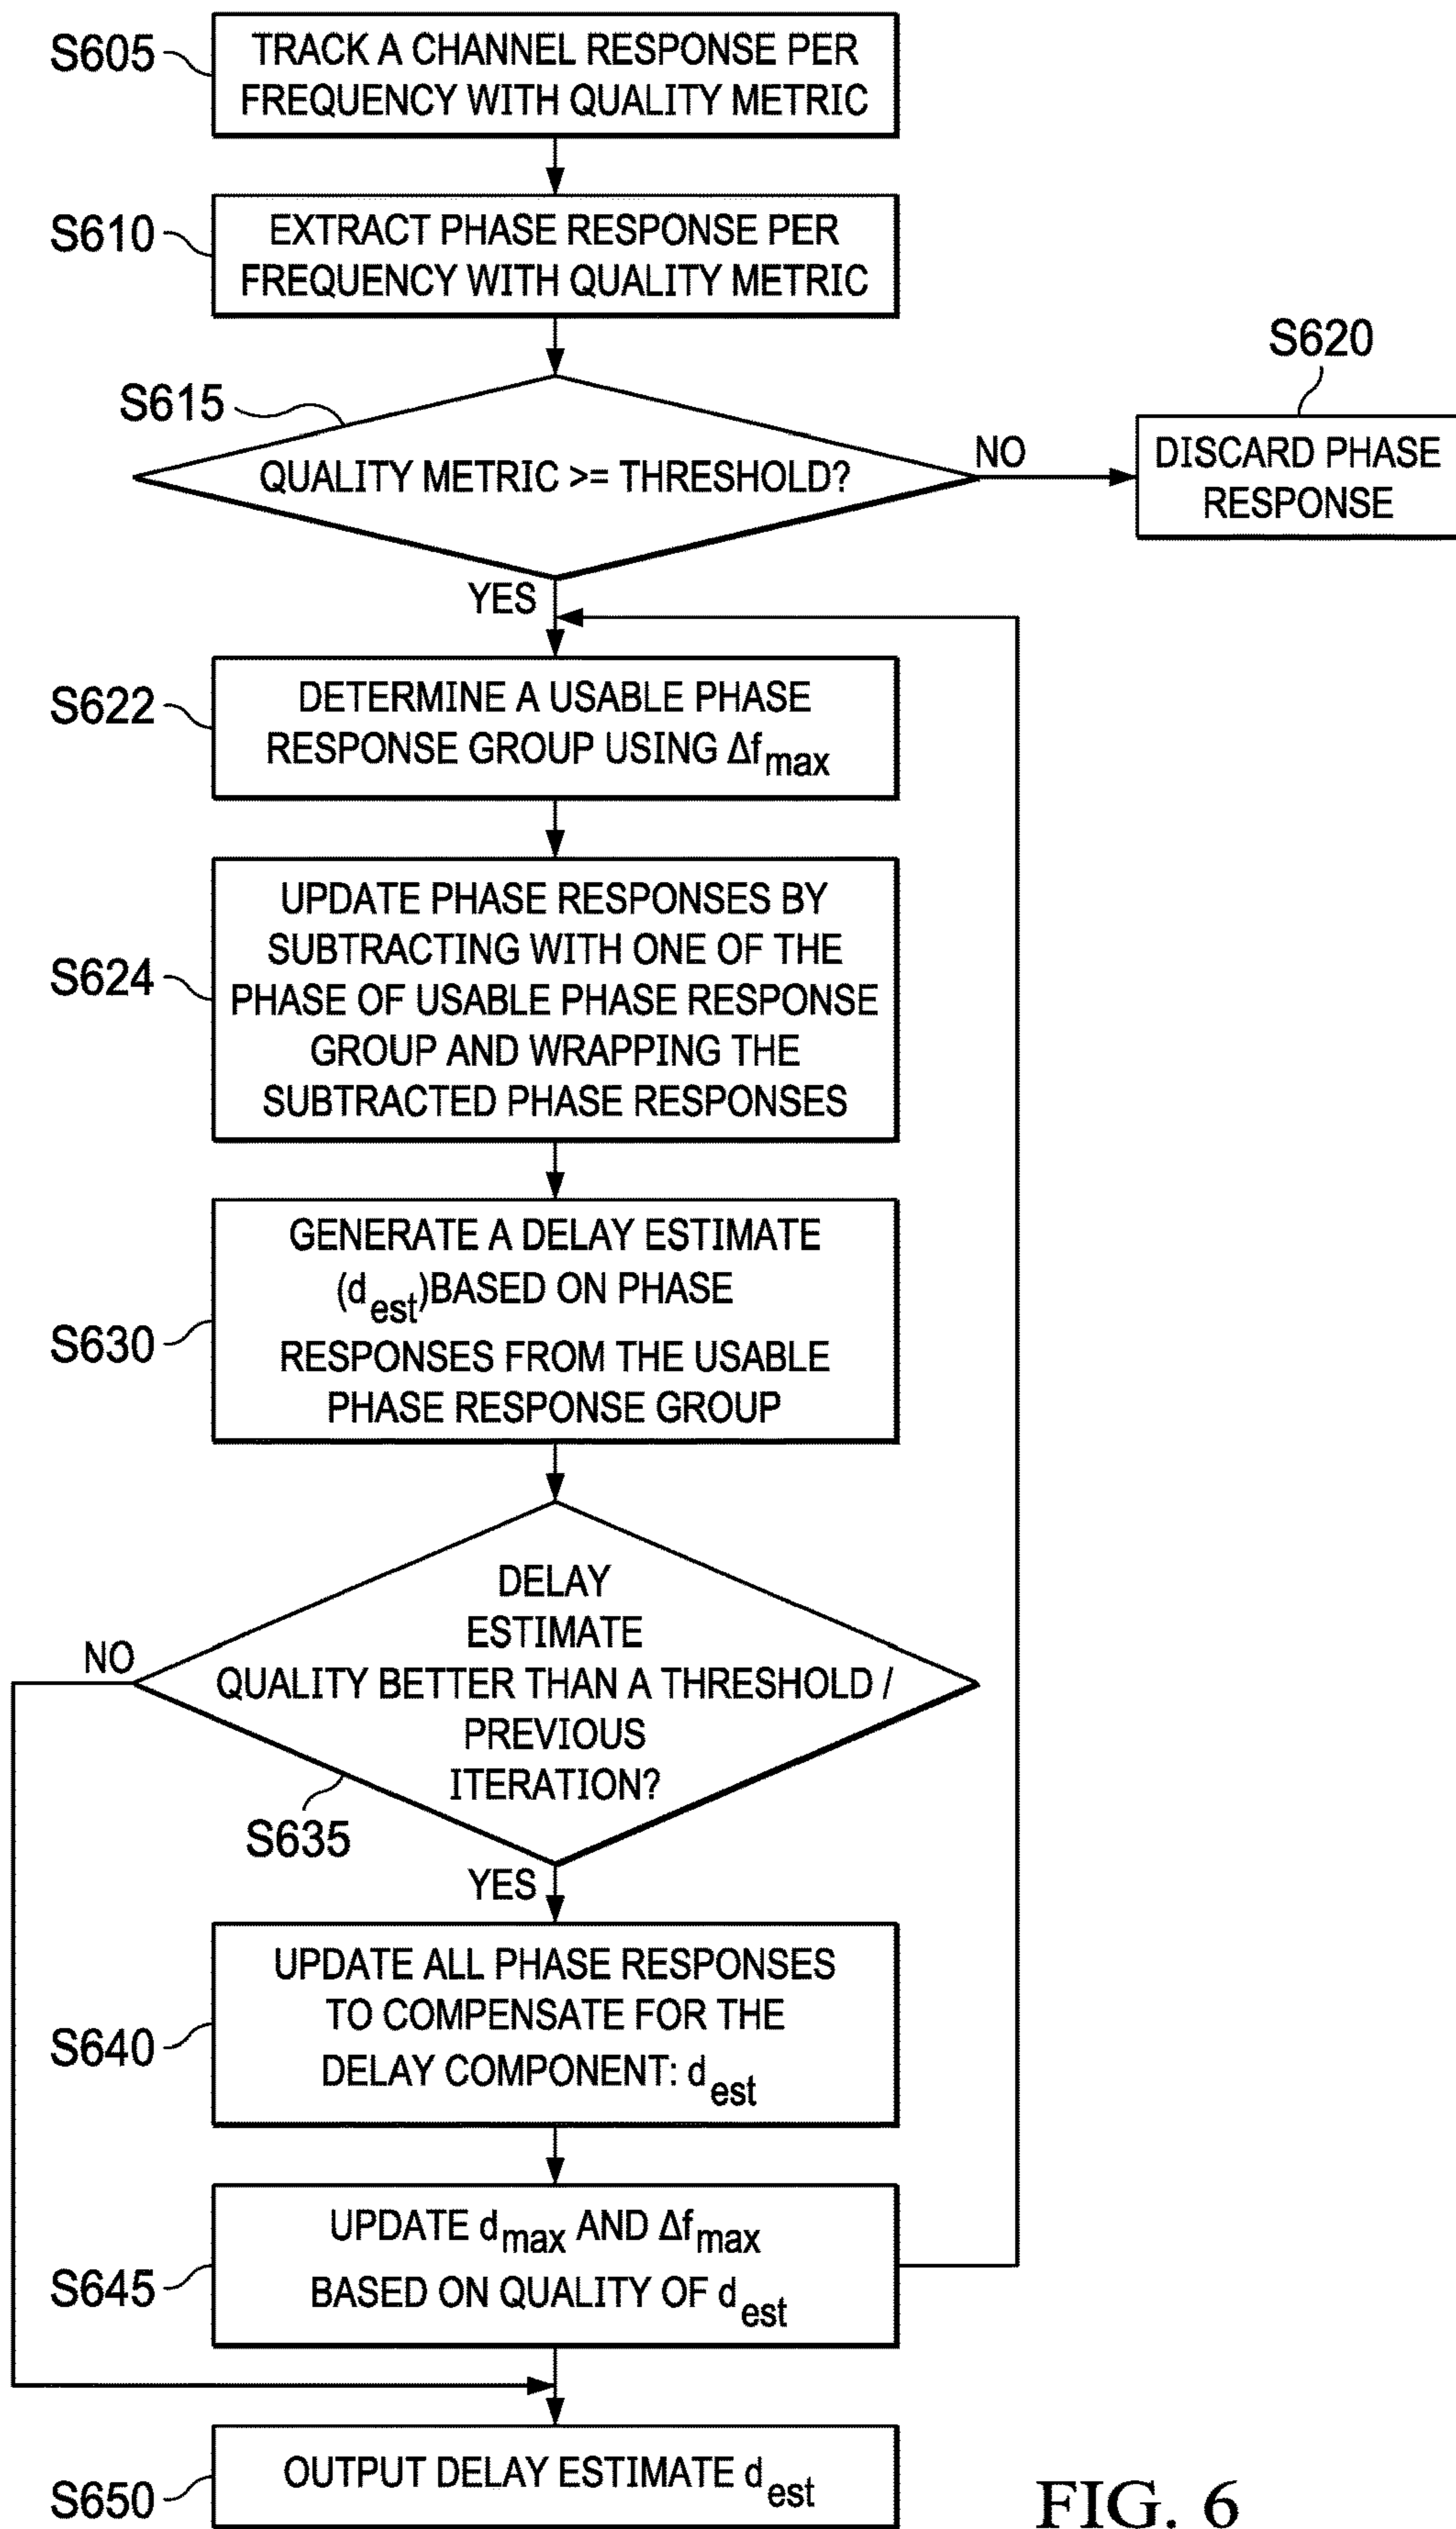 S605
TRACK A CHANNEL RESPONSE PER
FREQUENCY WITH QUALITY METRIC
S610
EXTRACT PHASE RESPONSE PER
FREQUENCY WITH QUALITY METRIC
S615
QUALITY METRIC >= THRESHOLD?
NO
S620
DISCARD PHASE
RESPONSE
YES
S622
DETERMINE A USABLE PHASE
RESPONSE GROUP USING Δfmax
S624
UPDATE PHASE RESPONSES BY
SUBTRACTING WITH ONE OF THE
PHASE OF USABLE PHASE RESPONSE
GROUP AND WRAPPING THE
SUBTRACTED PHASE RESPONSES
S630
GENERATE A DELAY ESTIMATE
(dest)BASED ON PHASE
RESPONSES FROM THE USABLE
PHASE RESPONSE GROUP
DELAY
ESTIMATE
QUALITY BETTER THAN A THRESHOLD /
PREVIOUS
ITERATION?
NO
S635
YES
S640
UPDATE ALL PHASE RESPONSES
TO COMPENSATE FOR THE
DELAY COMPONENT: dest
S645
UPDATE dmax AND Δfmax
BASED ON QUALITY OF dest
S650
OUTPUT DELAY ESTIMATE dest
FIG. 6